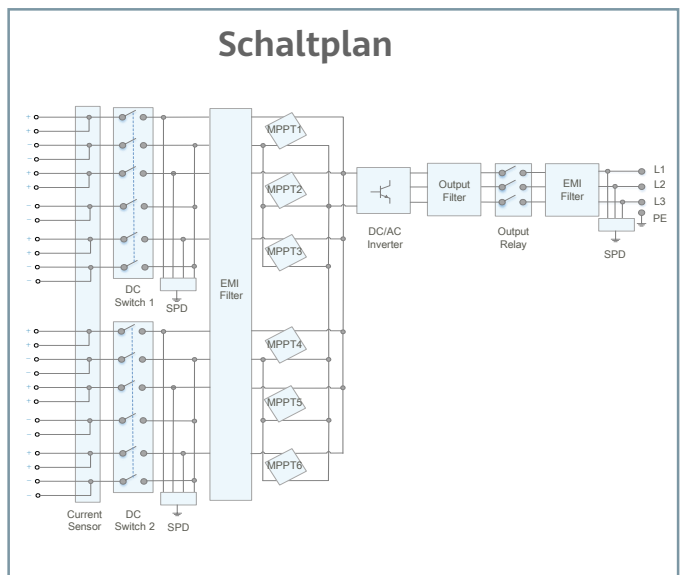 Schaltplan
+
+
−
−
+
+
−
−
+
+
−
−
DC
Switch 1
SPD
+
+
−
−
+
+
−
−
+
+
−
−
Current
Sensor
DC
Switch 2
SPD
EMI
Filter
MPPT1
MPPT2
MPPT3
MPPT4
MPPT5
MPPT6
DC/AC
Inverter
Output
Filter
Output
Relay
EMI
Filter
L1
L2
L3
PE
SPD